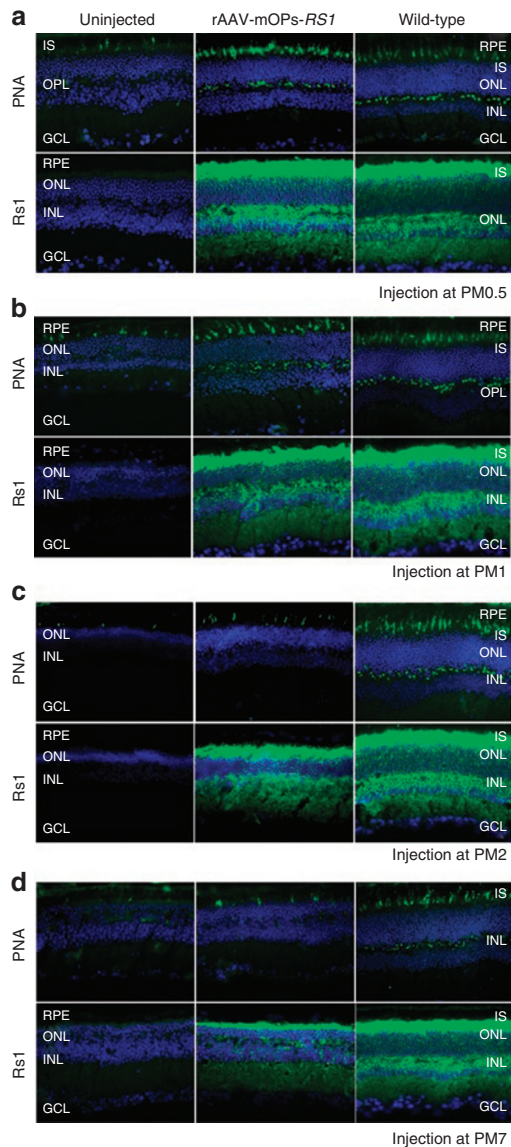 a
Uninjected
rAAV-mOPs-RS1
Wild-type
PNA
IS
OPL
GCL
RPE
IS
ONL
INL
GCL
Rs1
RPE
ONL
INL
GCL
IS
ONL
Injection at PM0.5
b
PNA
RPE
ONL
INL
GCL
RPE
IS
OPL
Rs1
RPE
ONL
INL
GCL
IS
ONL
INL
GCL
Injection at PM1
c
PNA
ONL
INL
GCL
RPE
IS
ONL
INL
Rs1
RPE
ONL
INL
GCL
IS
ONL
INL
GCL
Injection at PM2
d
PNA
IS
INL
Rs1
RPE
ONL
INL
GCL
IS
ONL
INL
GCL
Injection at PM7